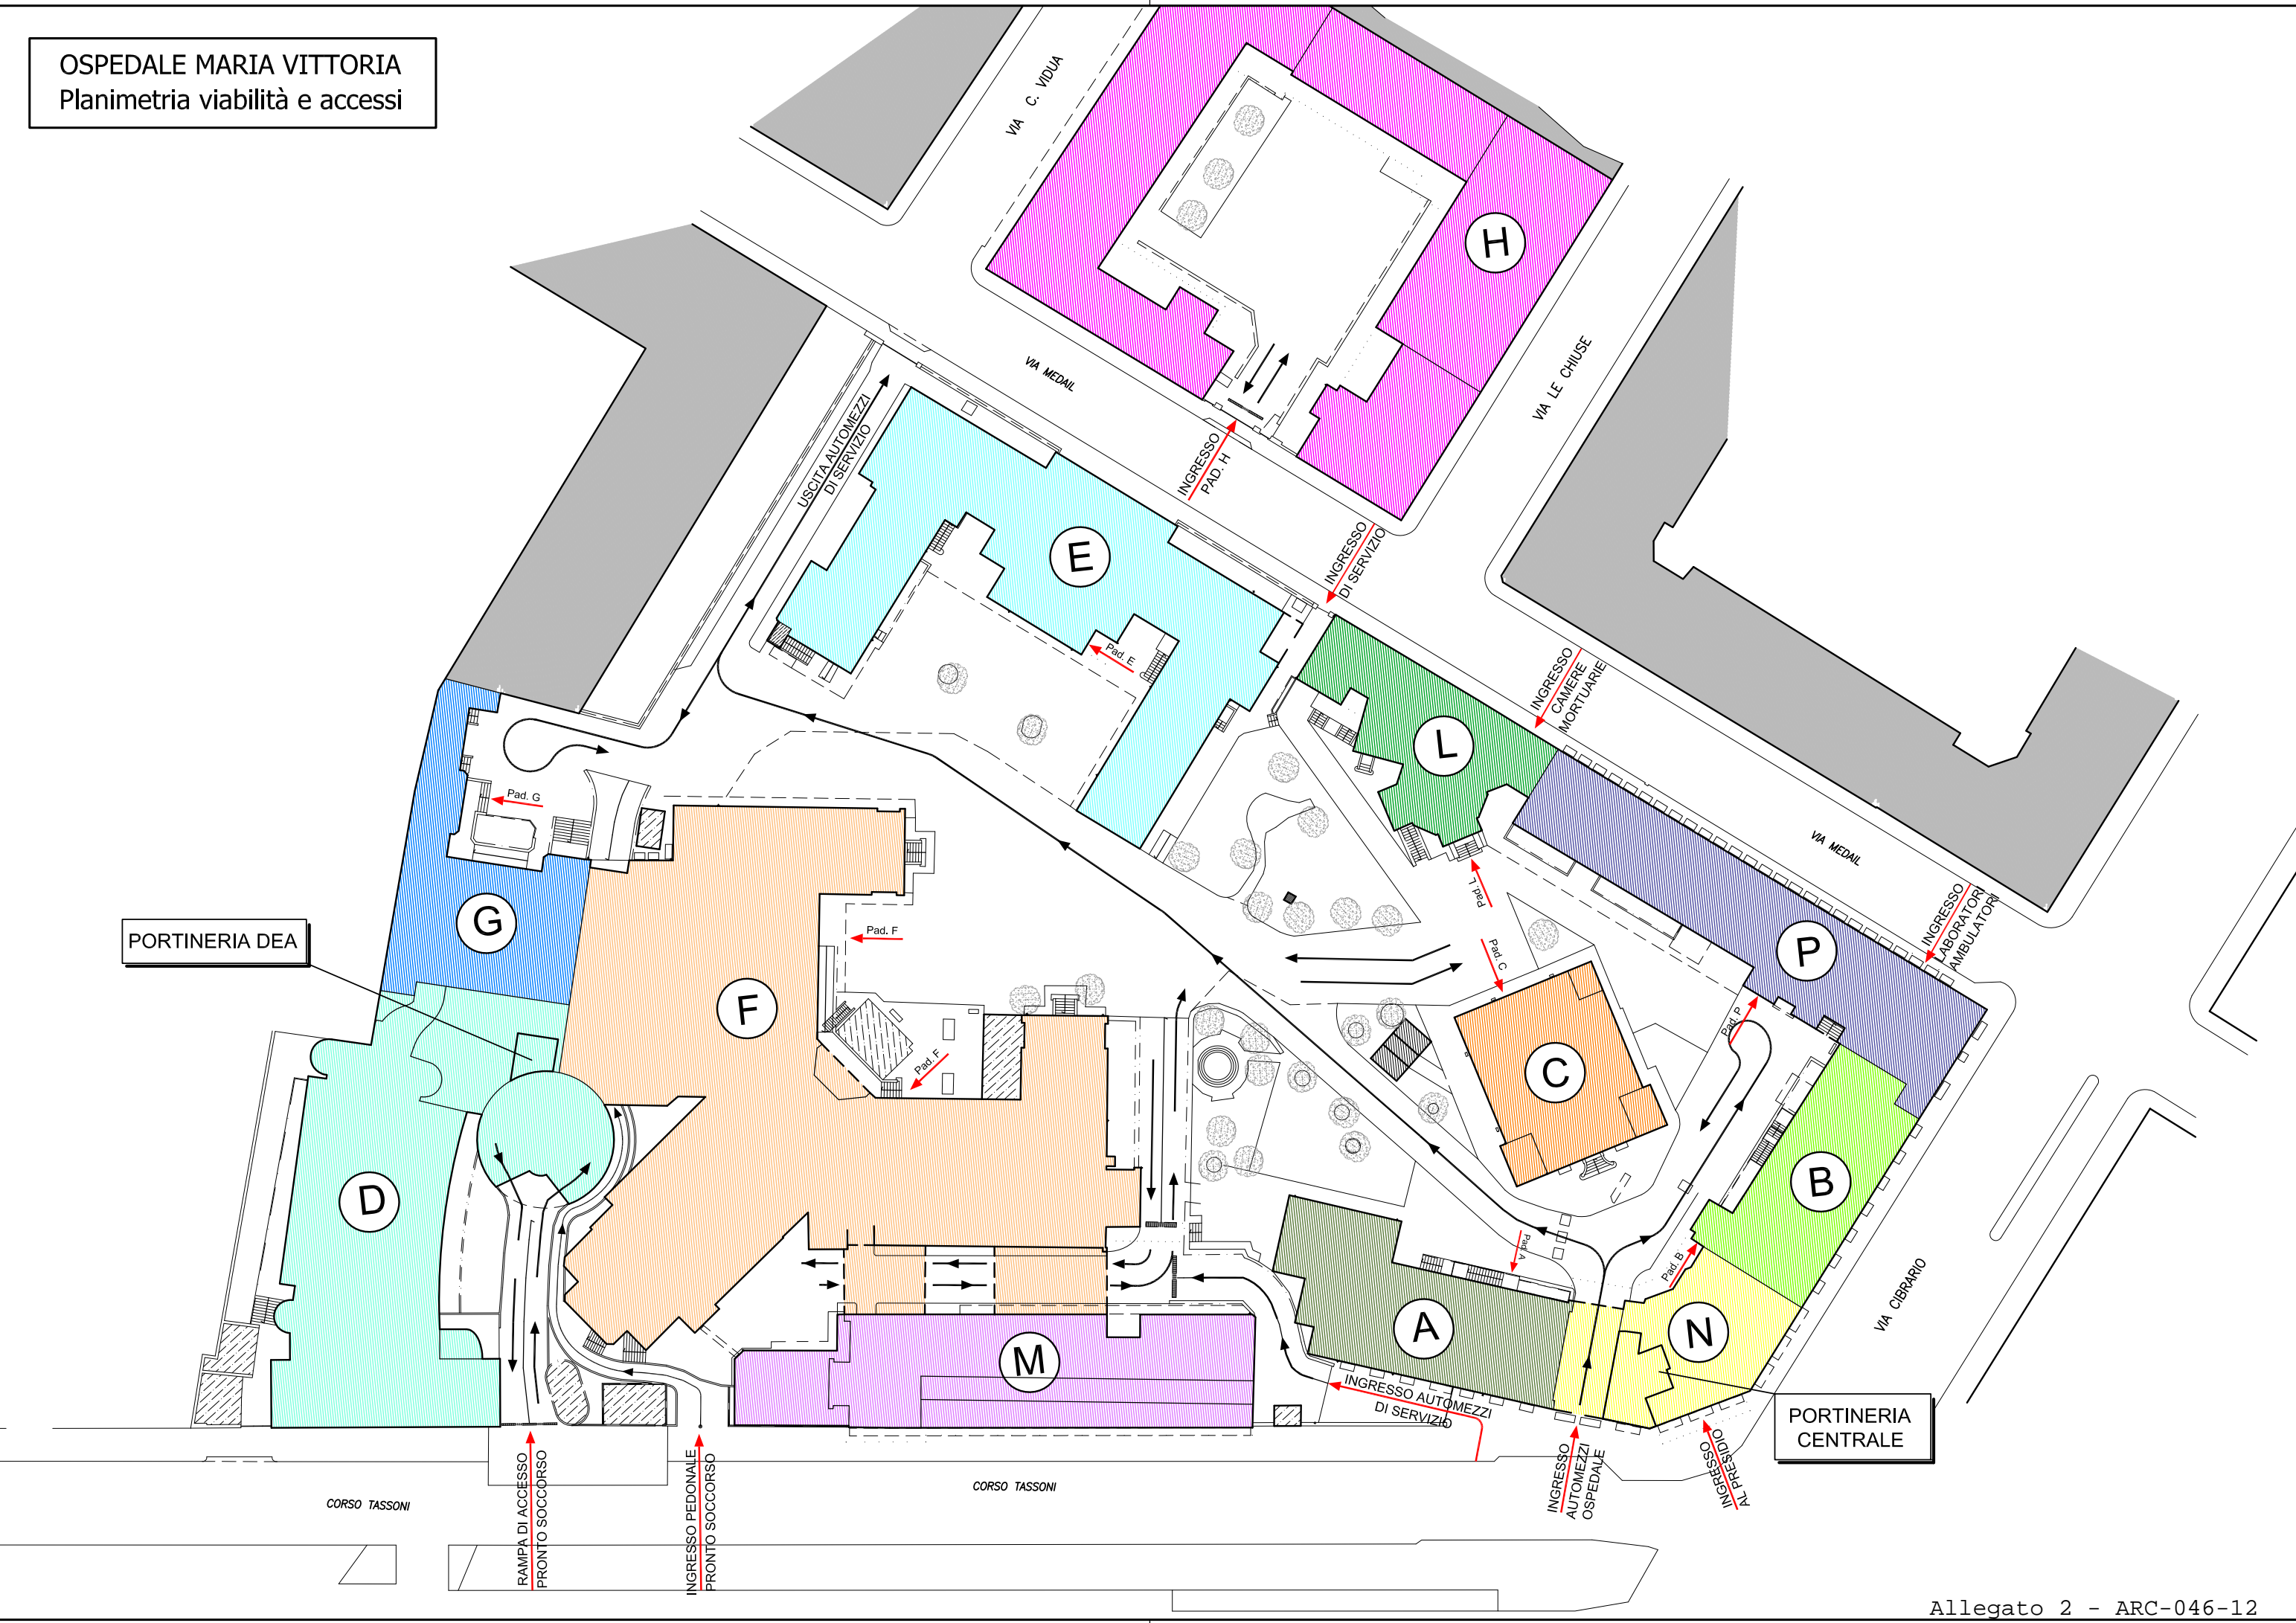 OSPEDALE MARIA VITTORIA
Planimetria viabilità e accessi
VIA C. VIDUA
H
VIA MEDAIL
VIA LE CHIUSE
USCITA AUTOMEZZI
DI SERVIZIO
INGRESSO
PAD. H
E
Pad. E
INGRESSO
DI SERVIZIO
INGRESSO
CAMERE
MORTUARIE
L
Pad. L
Pad. G
G
PORTINERIA DEA
Pad. F
F
Pad. F
Pad. C
C
P
Pad. P
VIA MEDAIL
INGRESSO
LABORATORI
AMBULATORI
D
B
Pad. B
Pad. A
A
N
M
VIA CIBRARIO
INGRESSO AUTOMEZZI
DI SERVIZIO
PORTINERIA
CENTRALE
RAMPA DI ACCESSO
PRONTO SOCCORSO
INGRESSO PEDONALE
PRONTO SOCCORSO
INGRESSO
AUTOMEZZI
OSPEDALE
INGRESSO
AL PRESIDIO
CORSO TASSONI
CORSO TASSONI
Allegato 2 - ARC-046-12